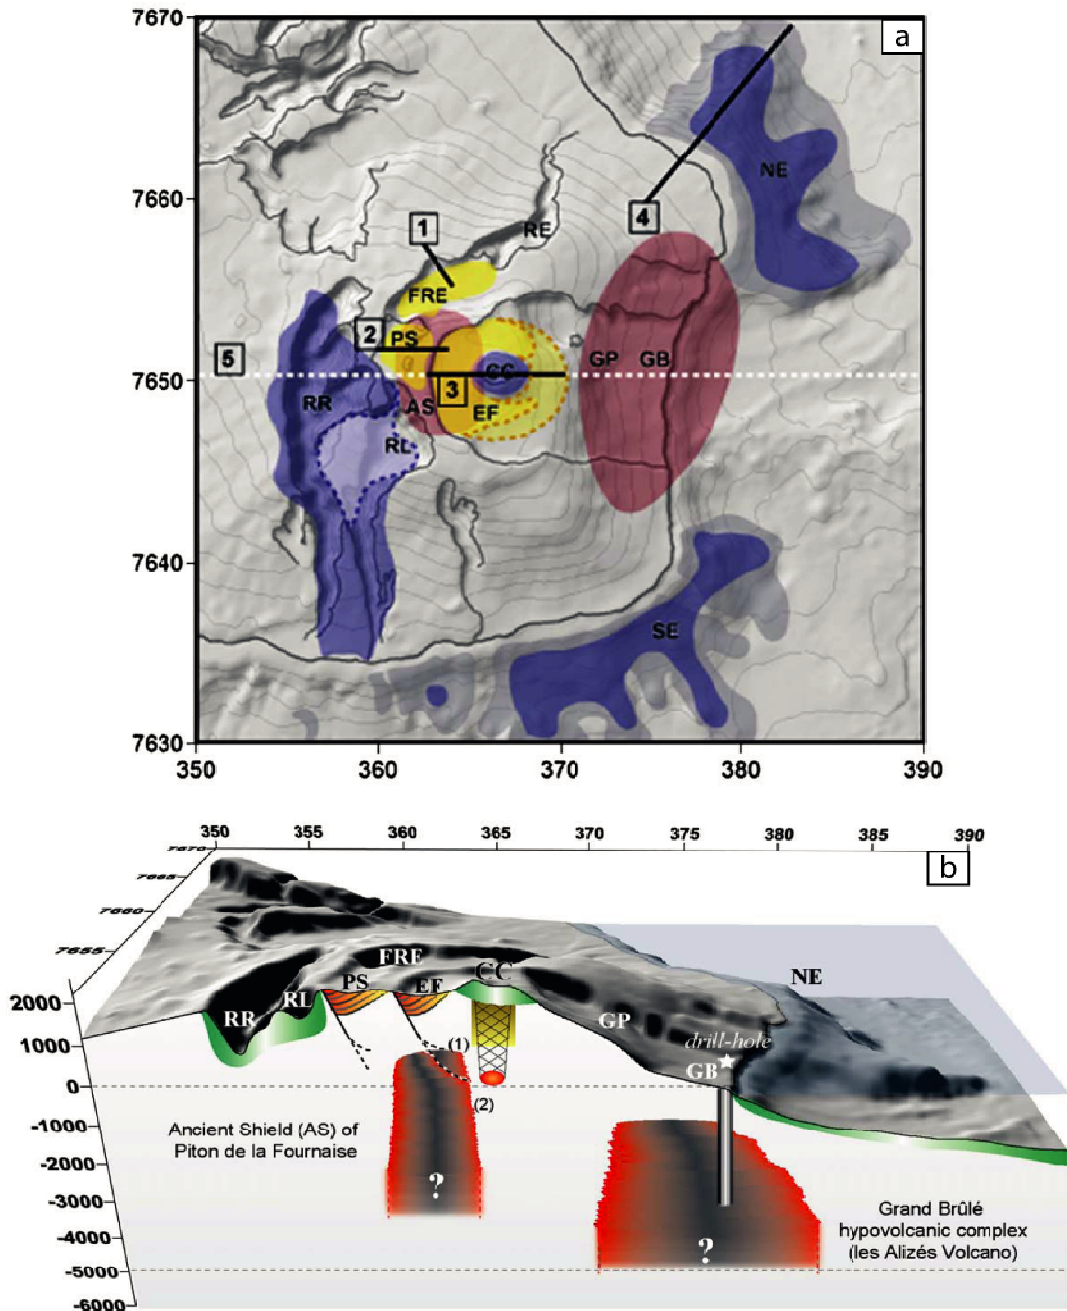 7670
a
NE
7660
4
1
RE
FRE
2
PS
5
GP GB
7650
CC
RR
3
AS
EF
RL
7640
SE
7630
350 360 370 380 390
350 355 360 365 370 375 380 385 390
7670
b
7665
7660
7655
FRE
NE
PS EF CC
2000
RL
RR
GP
1000
(1)
drill-hole
GB
0
(2)
-1000
Ancient Shield (AS) of
Piton de la Fournaise
-2000
?
-3000
Grand Brûlé
hypovolcanic complex
(les Alizés Volcano)
-4000
?
-5000
-6000